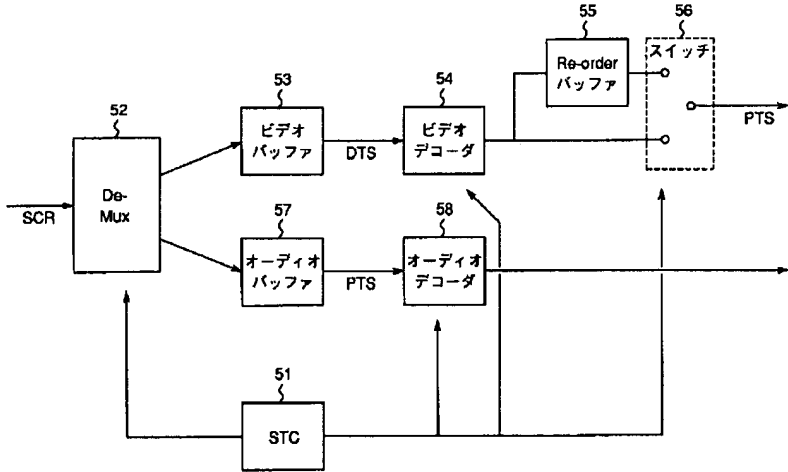 55
56
スイッチ
Re-order
バッファ
PTS
52
53
54
De-
Mux
ビデオ
バッファ
DTS
ビデオ
デコーダ
SCR
57
58
オーディオ
バッファ
PTS
オーディオ
デコーダ
51
STC